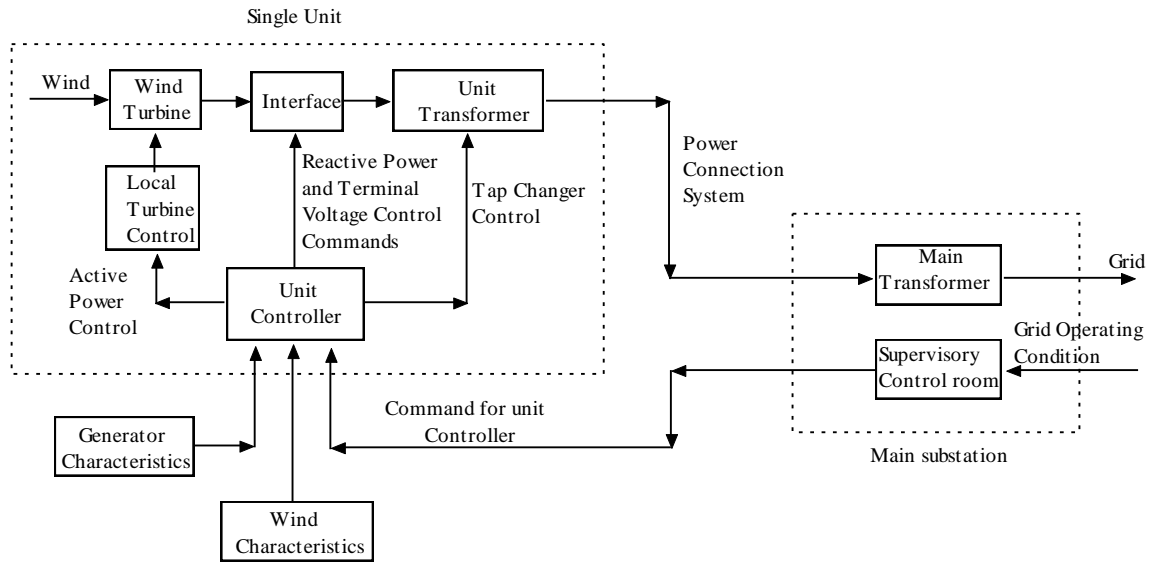 Single Unit
Wind
Wind
Turbine
Interface
Unit
Transformer
Local
Turbine
Control
Reactive Power
and Terminal
Voltage Control
Commands
Tap Changer
Control
Power
Connection
System
Active
Power
Control
Unit
Controller
Main
Transformer
Grid
Supervisory
Control room
Grid Operating
Condition
Command for unit
Controller
Generator
Characteristics
Main substation
Wind
Characteristics